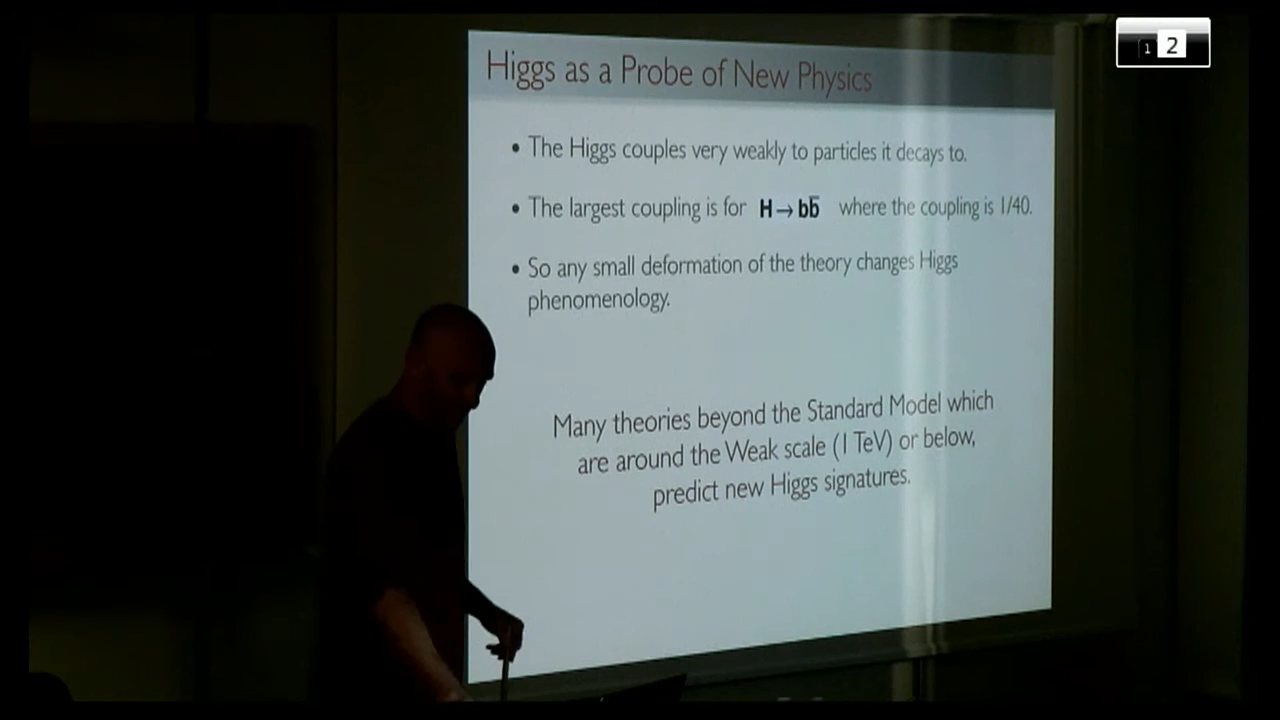 Higgs as a Probe of New Physics
• The Higgs couples very weakly to particles it decays to.
• The largest coupling is for H → bb̄ where the coupling is 1/40.
• So any small deformation of the theory changes Higgs
phenomenology.
Many theories beyond the Standard Model which
are around the Weak scale (1 TeV) or below,
predict new Higgs signatures.
1 2